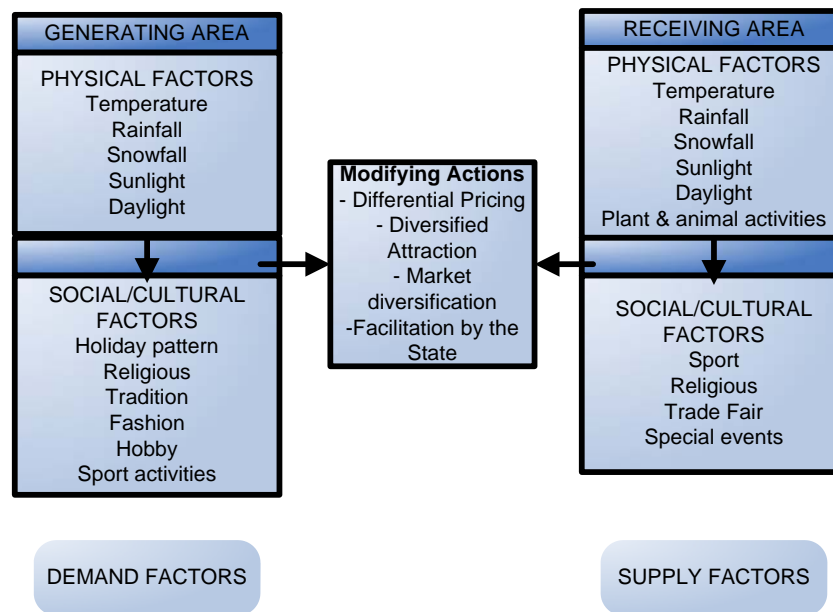 GENERATING AREA
PHYSICAL FACTORS
Temperature
Rainfall
Snowfall
Sunlight
Daylight
SOCIAL/CULTURAL
FACTORS
Holiday pattern
Religious
Tradition
Fashion
Hobby
Sport activities
DEMAND FACTORS
Modifying Actions
- Differential Pricing
- Diversified
Attraction
- Market
diversification
-Facilitation by the
State
RECEIVING AREA
PHYSICAL FACTORS
Temperature
Rainfall
Snowfall
Sunlight
Daylight
Plant & animal activities
SOCIAL/CULTURAL
FACTORS
Sport
Religious
Trade Fair
Special events
SUPPLY FACTORS